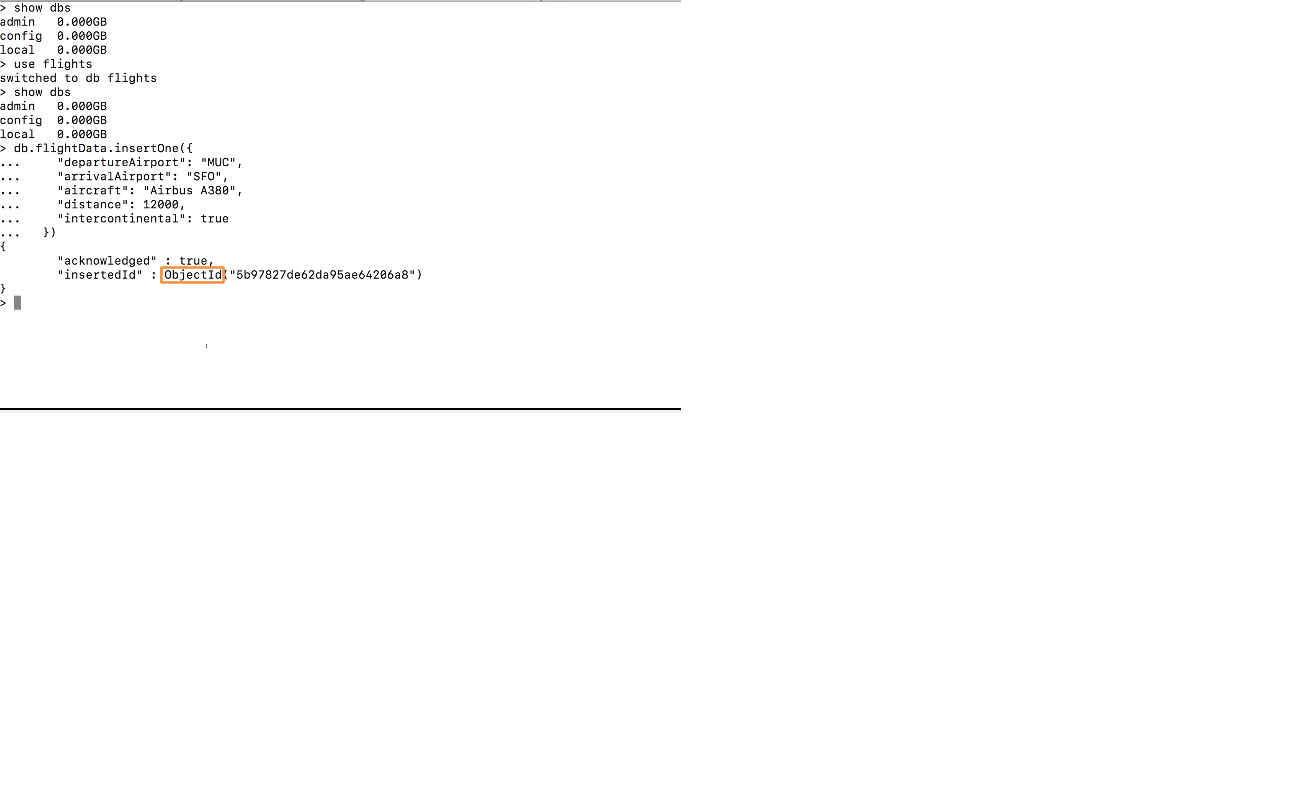 > show dbs
admin   0.000GB
config  0.000GB
local   0.000GB
> use flights
switched to db flights
> show dbs
admin   0.000GB
config  0.000GB
local   0.000GB
> db.flightData.insertOne({
...     "departureAirport": "MUC",
...     "arrivalAirport": "SFO",
...     "aircraft": "Airbus A380",
...     "distance": 12000,
...     "intercontinental": true
...   })
{
        "acknowledged" : true,
        "insertedId" : ObjectId("5b97827de62da95ae64206a8")
}
>